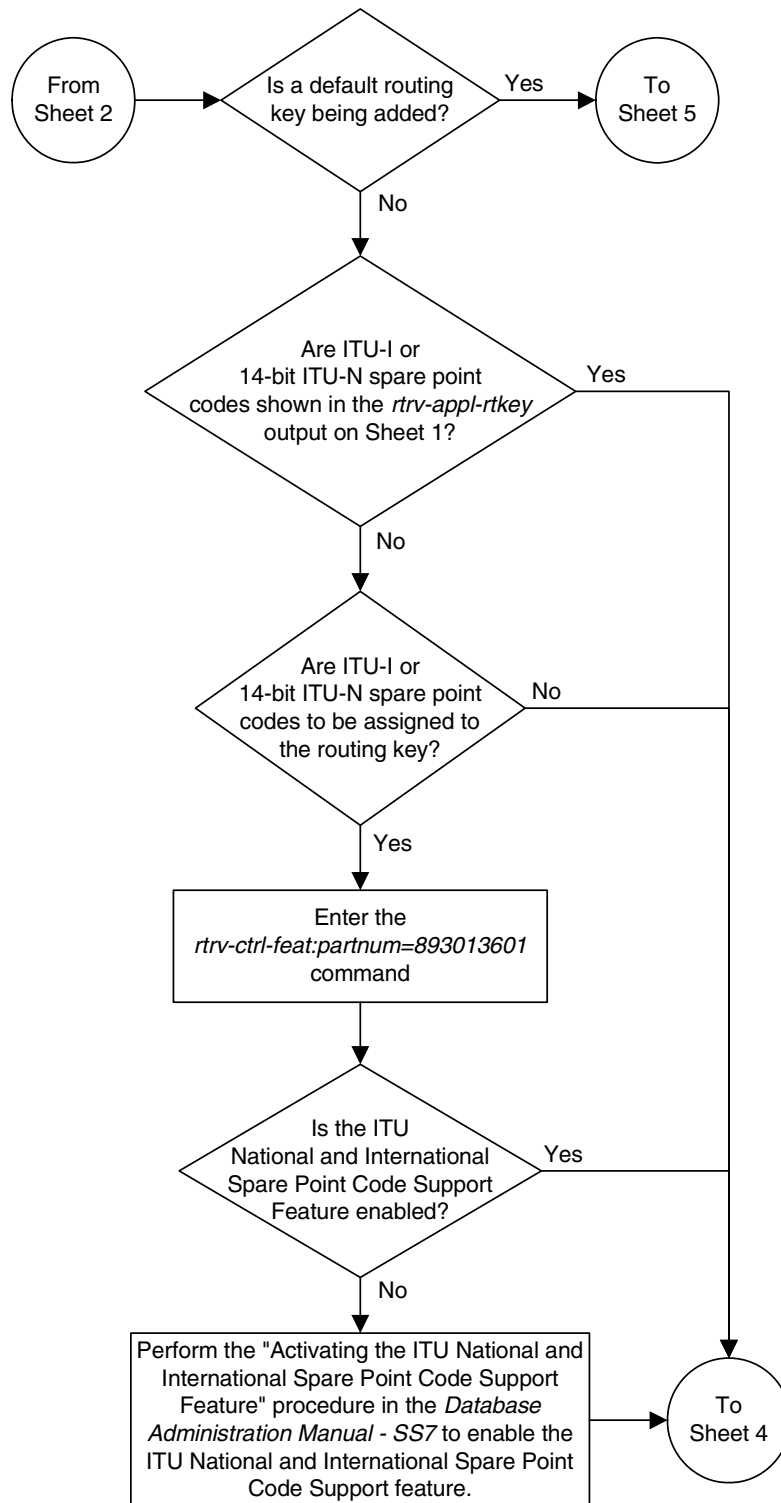 From
Sheet 2
Is a default routing
key being added?
Yes
To
Sheet 5
No
Are ITU-I or
14-bit ITU-N spare point
codes shown in the rtrv-appl-rtkey
output on Sheet 1?
Yes
No
Are ITU-I or
14-bit ITU-N spare point
codes to be assigned to
the routing key?
No
Yes
Enter the
rtrv-ctrl-feat:partnum=893013601
command
Is the ITU
National and International
Spare Point Code Support
Feature enabled?
Yes
No
Perform the "Activating the ITU National and
International Spare Point Code Support
Feature" procedure in the Database
Administration Manual - SS7 to enable the
ITU National and International Spare Point
Code Support feature.
To
Sheet 4